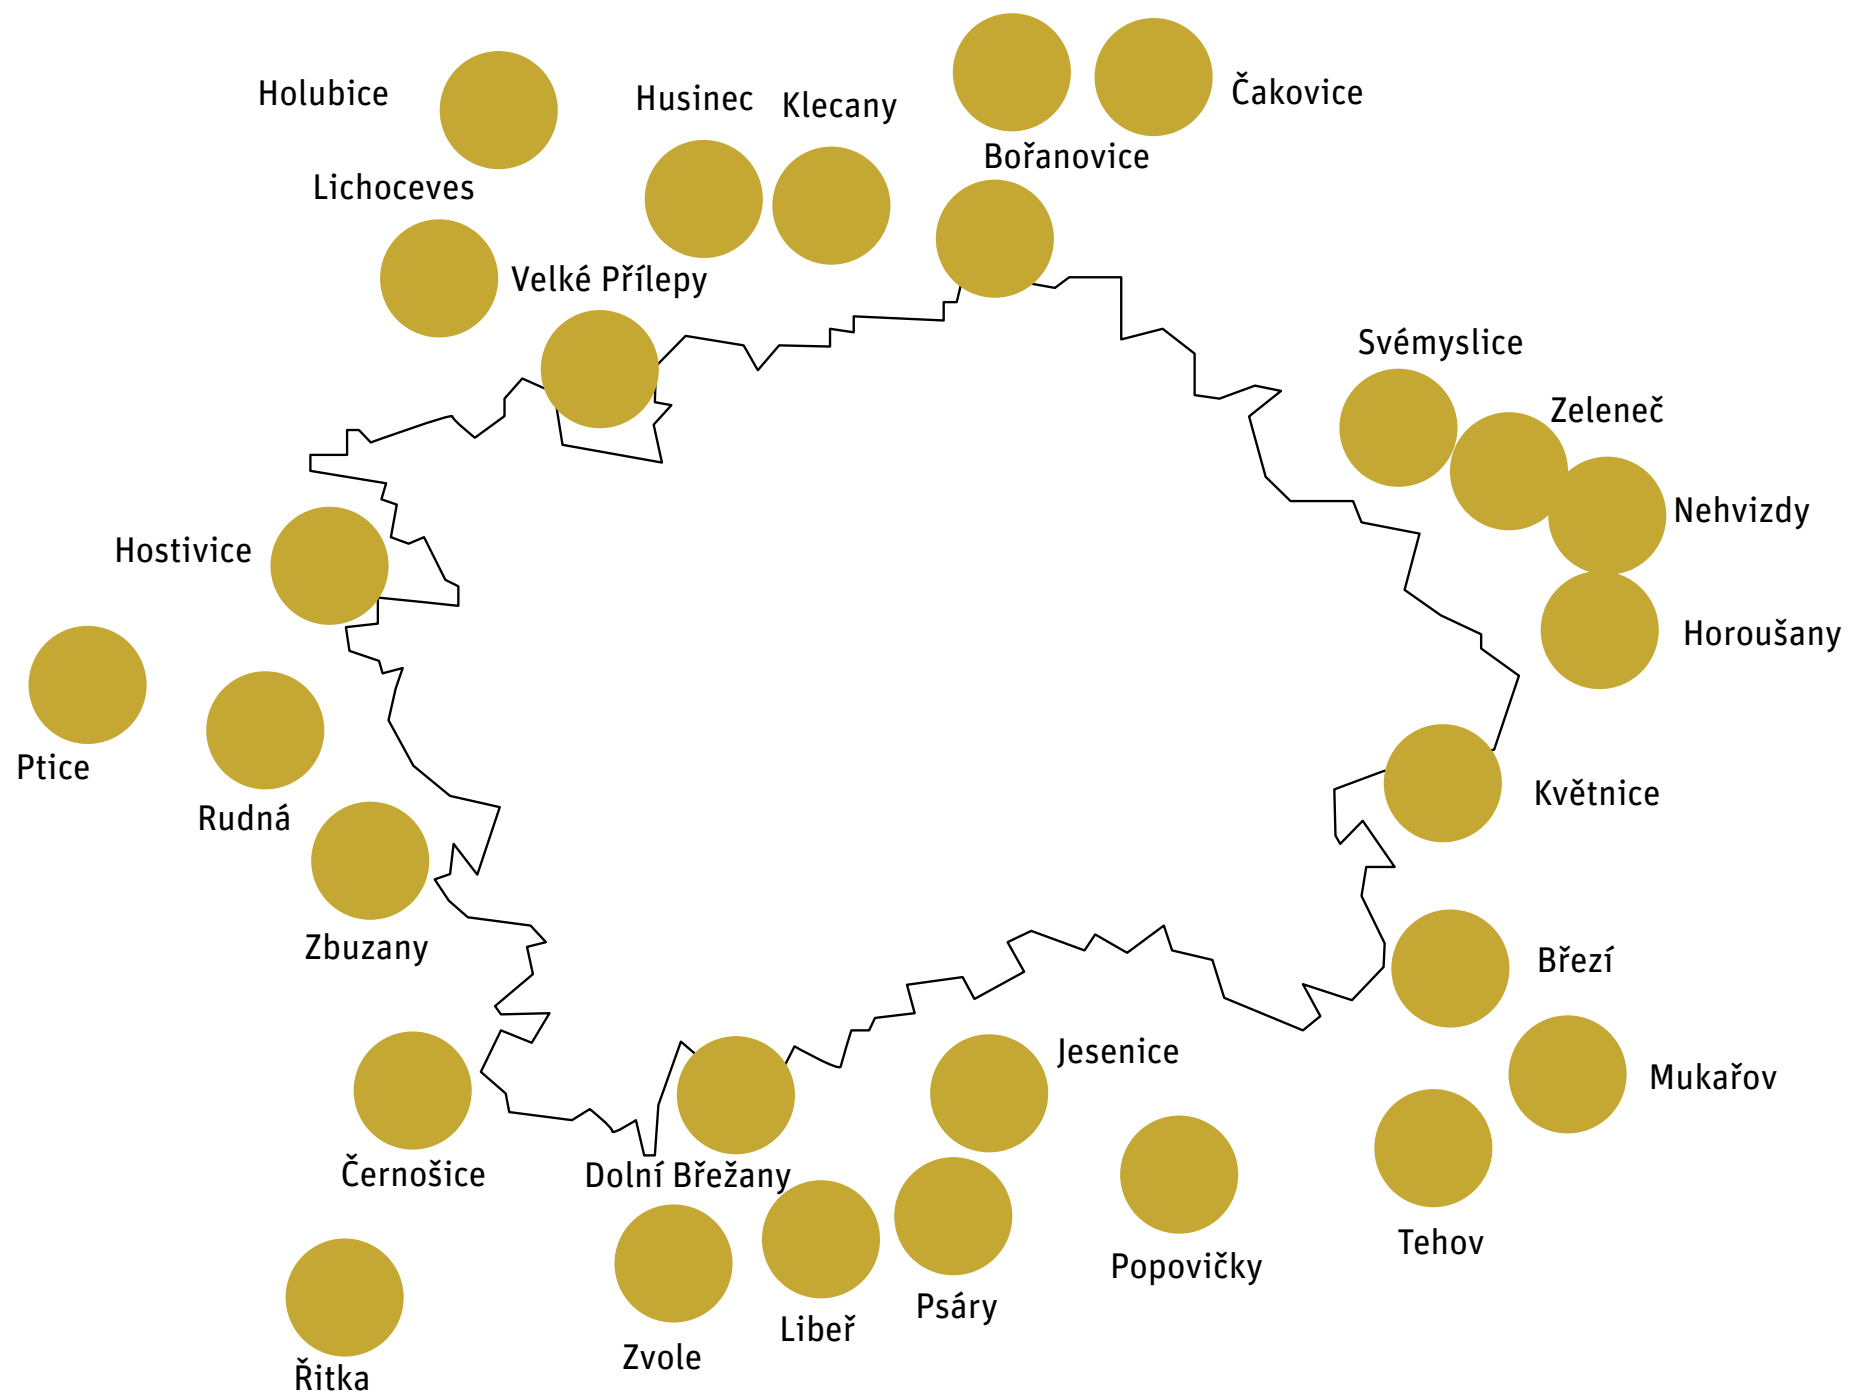 Holubice
Husinec
Klecany
Čakovice
Bořanovice
Lichoceves
Velké Přílepy
Svémyslice
Zeleneč
Nehvizdy
Hostivice
Horoušany
Ptice
Květnice
Rudná
Zbuzany
Březí
Jesenice
Mukařov
Černošice
Dolní Břežany
Tehov
Popovičky
Psáry
Libeř
Zvole
Řitka